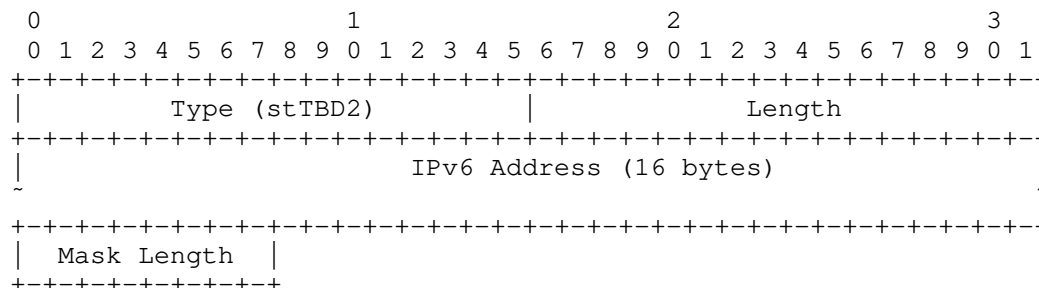 0                   1                   2                   3
 0 1 2 3 4 5 6 7 8 9 0 1 2 3 4 5 6 7 8 9 0 1 2 3 4 5 6 7 8 9 0 1
+-+-+-+-+-+-+-+-+-+-+-+-+-+-+-+-+-+-+-+-+-+-+-+-+-+-+-+-+-+-+-+-
|         Type (stTBD2)         |             Length
+-+-+-+-+-+-+-+-+-+-+-+-+-+-+-+-+-+-+-+-+-+-+-+-+-+-+-+-+-+-+-+-
|                        IPv6 Address (16 bytes)
~                                                               ~
+-+-+-+-+-+-+-+-+-+-+-+-+-+-+-+-+-+-+-+-+-+-+-+-+-+-+-+-+-+-+-+-
|  Mask Length  |
+-+-+-+-+-+-+-+-+